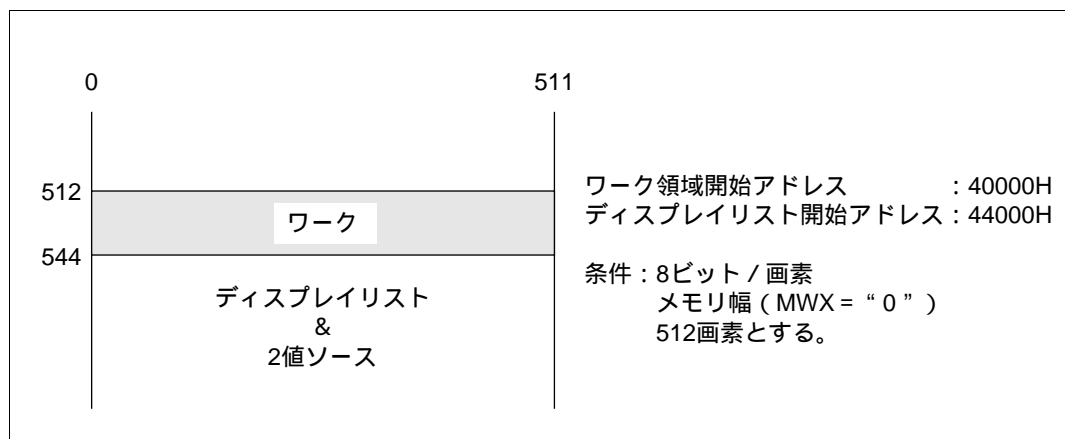 0
511
512
ワーク
544
ディスプレイリスト
&
2値ソース
ワーク領域開始アドレス : 40000H
ディスプレイリスト開始アドレス : 44000H
条件 : 8ビット / 画素
メモリ幅 ( MWX = “ 0 ” )
512画素とする。